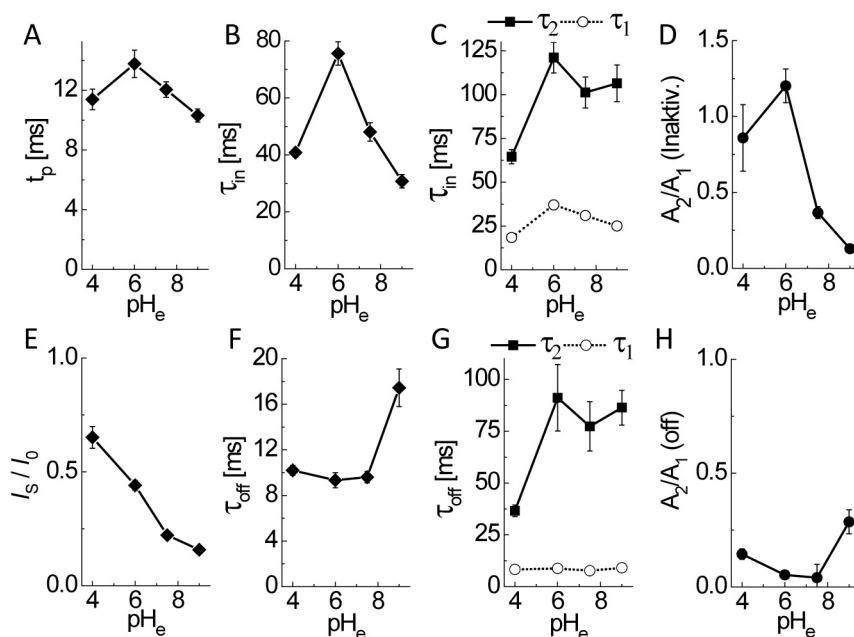 A
t_p [ms]
12
8
4
0
4 6 8
pH_e
B
τ_in [ms]
80
60
40
20
0
4 6 8
pH_e
C
τ_2 τ_1
τ_in [ms]
125
100
75
50
25
0
4 6 8
pH_e
D
A_2/A_1 (Inaktiv.)
1.5
1.0
0.5
0.0
4 6 8
pH_e
E
I_s / I_0
1.0
0.5
0.0
4 6 8
pH_e
F
τ_off [ms]
20
16
12
8
4
0
4 6 8
pH_e
G
τ_2 τ_1
τ_off [ms]
100
75
50
25
0
4 6 8
pH_e
H
A_2/A_1 (off)
1.0
0.5
0.0
4 6 8
pH_e